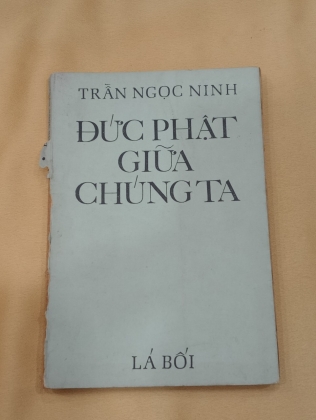 TRẦN NGỌC NINH
ĐỨC PHẬT
GIỮA
CHÚNG TA
LÁ BỐI